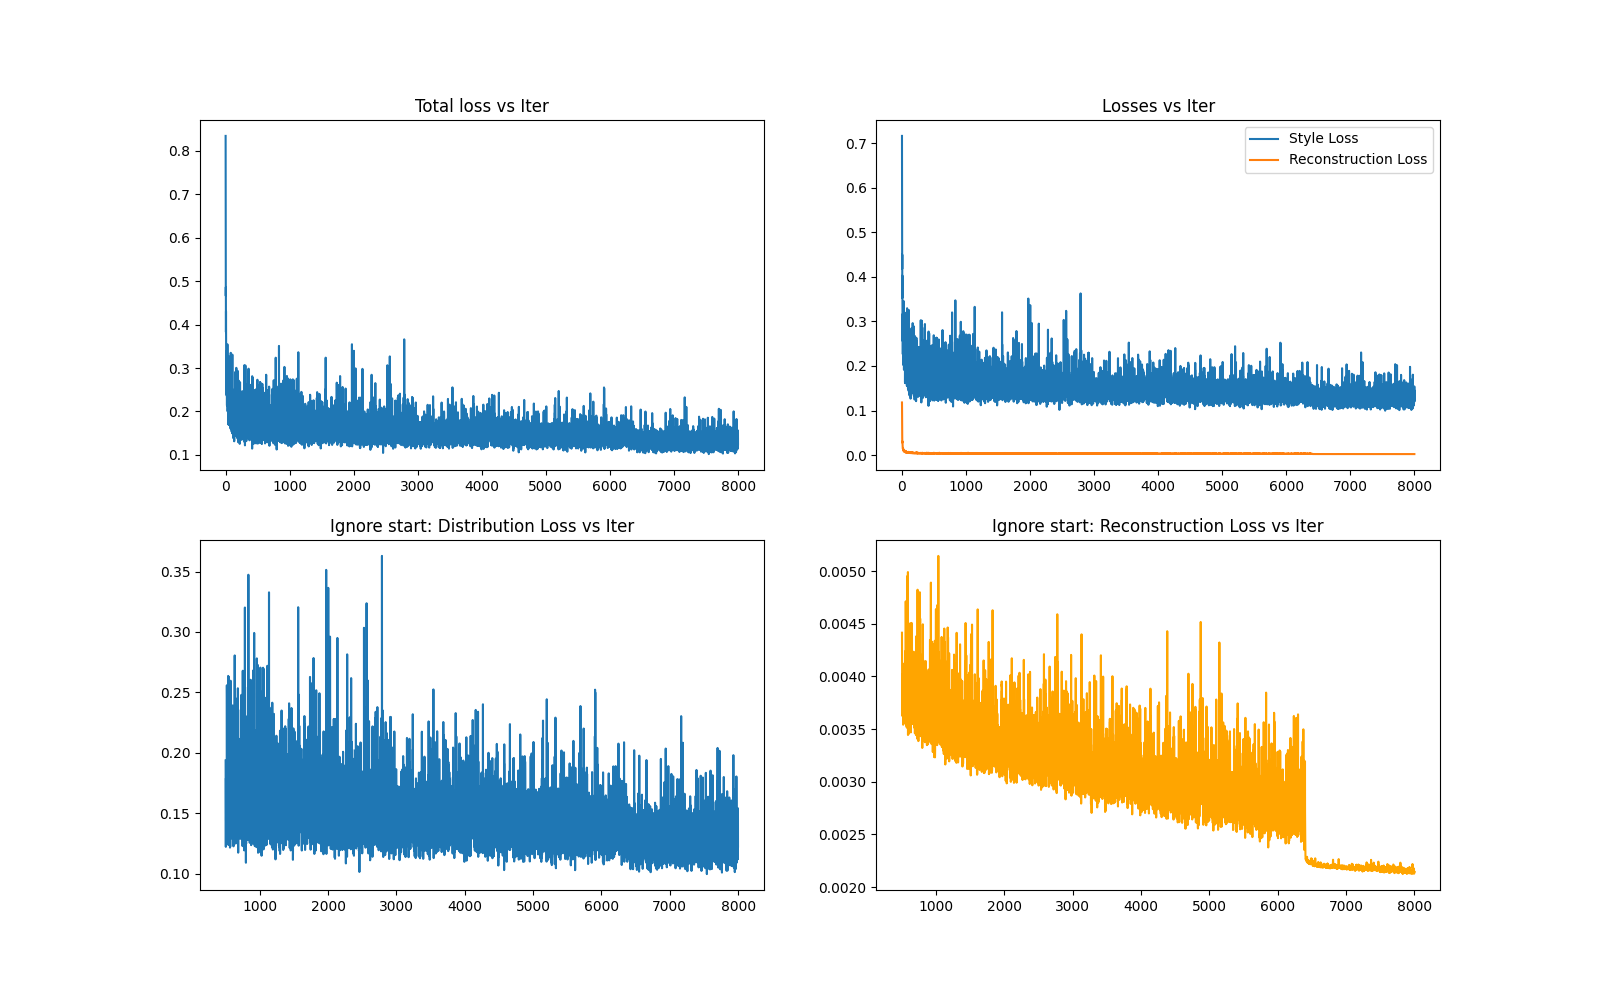 Total loss vs Iter
0.8
0.7
0.6
0.5
0.4
0.3
0.2
0.1
0 1000 2000 3000 4000 5000 6000 7000 8000
Losses vs Iter
Style Loss
Reconstruction Loss
0.7
0.6
0.5
0.4
0.3
0.2
0.1
0.0
0 1000 2000 3000 4000 5000 6000 7000 8000
Ignore start: Distribution Loss vs Iter
0.35
0.30
0.25
0.20
0.15
0.10
1000 2000 3000 4000 5000 6000 7000 8000
Ignore start: Reconstruction Loss vs Iter
0.0050
0.0045
0.0040
0.0035
0.0030
0.0025
0.0020
1000 2000 3000 4000 5000 6000 7000 8000